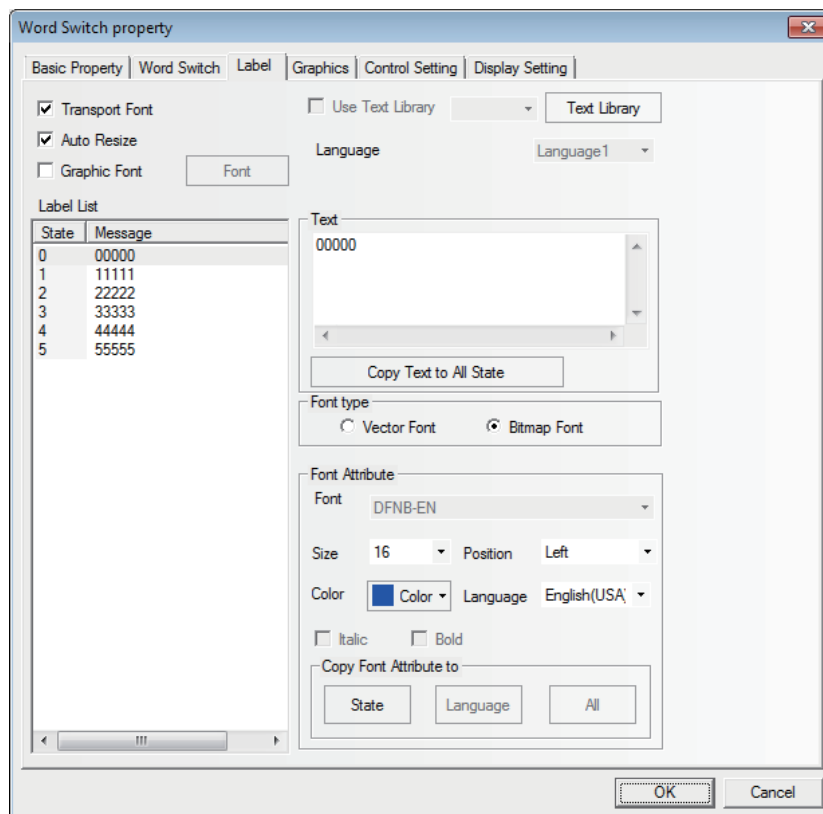 Word Switch property
Basic Property Word Switch Label Graphics Control Setting Display Setting
Transport Font
Use Text Library
Text Library
Auto Resize
Language
Language1
Graphic Font
Font
Label List
State Message
0 00000
1 11111
2 22222
3 33333
4 44444
5 55555
Text
00000
Copy Text to All State
Font type
Vector Font
Bitmap Font
Font Attribute
Font
DFNB-EN
Size 16 Position Left
Color Color Language English(USA)
Italic Bold
Copy Font Attribute to
State Language All
OK Cancel